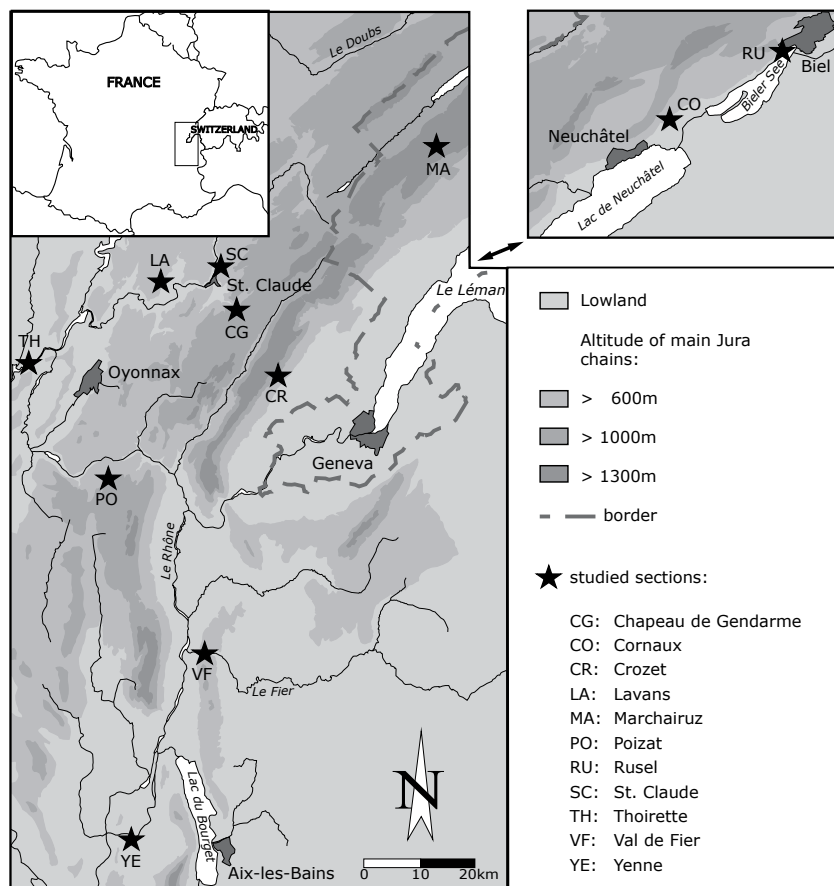 FRANCE
SWITZERLAND
Le Doubs
MA
LA
SC
St. Claude
CG
Le Léman
TH
Oyonnax
CR
Geneva
PO
Le Rhône
VF
Le Fier
Lac du Bourget
YE
Aix-les-Bains
N
0 10 20km
RU
Biel
Bieler See
CO
Neuchâtel
Lac de Neuchâtel
Lowland
Altitude of main Jura
chains:
> 600m
> 1000m
> 1300m
border
studied sections:
CG: Chapeau de Gendarme
CO: Cornaux
CR: Crozet
LA: Lavans
MA: Marchairuz
PO: Poizat
RU: Rusel
SC: St. Claude
TH: Thoirette
VF: Val de Fier
YE: Yenne